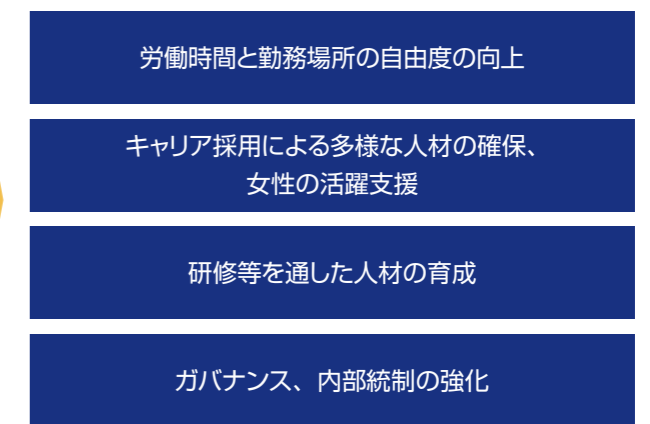 労働時間と勤務場所の自由度の向上
キャリア採用による多様な人材の確保、
女性の活躍支援
研修等を通した人材の育成
ガバナンス、内部統制の強化